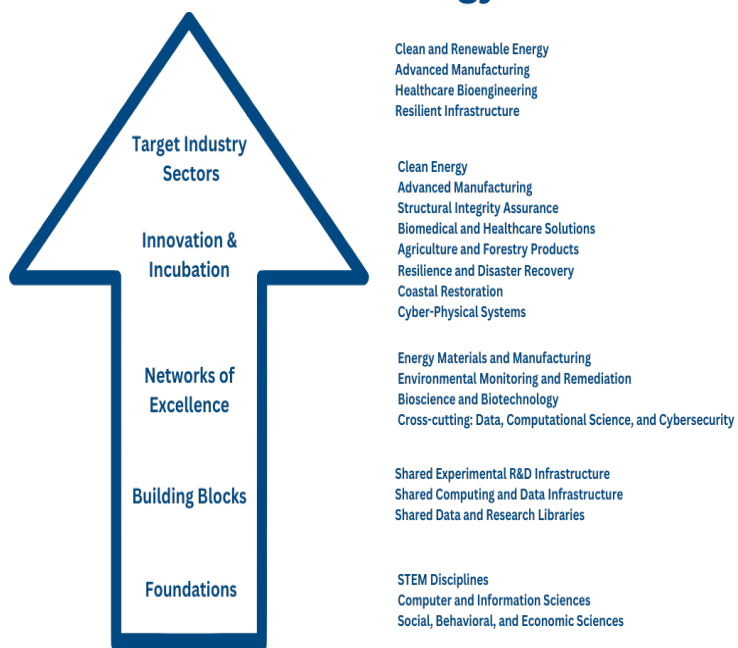 Target Industry
Sectors
Clean and Renewable Energy
Advanced Manufacturing
Healthcare Bioengineering
Resilient Infrastructure
Innovation &
Incubation
Clean Energy
Advanced Manufacturing
Structural Integrity Assurance
Biomedical and Healthcare Solutions
Agriculture and Forestry Products
Resilience and Disaster Recovery
Coastal Restoration
Cyber-Physical Systems
Networks of
Excellence
Energy Materials and Manufacturing
Environmental Monitoring and Remediation
Bioscience and Biotechnology
Cross-cutting: Data, Computational Science, and Cybersecurity
Building Blocks
Shared Experimental R&D Infrastructure
Shared Computing and Data Infrastructure
Shared Data and Research Libraries
Foundations
STEM Disciplines
Computer and Information Sciences
Social, Behavioral, and Economic Sciences